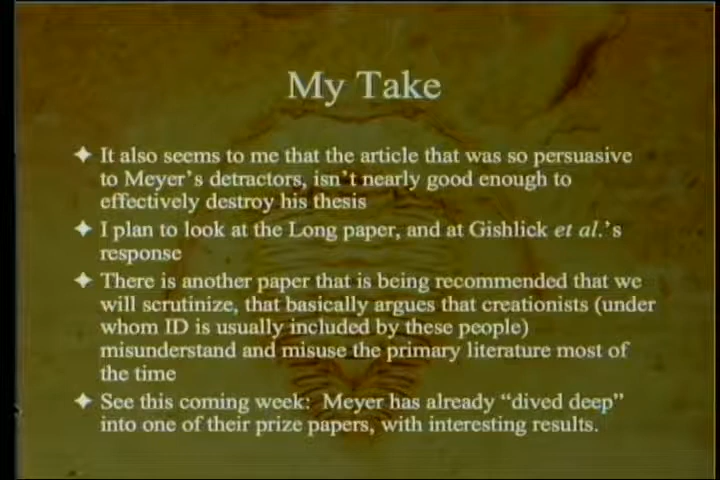 My Take
It also seems to me that the article that was so persuasive
to Meyer's detractors, isn't nearly good enough to
effectively destroy his thesis
I plan to look at the Long paper, and at Gishlick et al.'s
response
There is another paper that is being recommended that we
will scrutinize, that basically argues that creationists (under
whom ID is usually included by these people)
misunderstand and misuse the primary literature most of
the time
See this coming week: Meyer has already “dived deep”
into one of their prize papers, with interesting results.